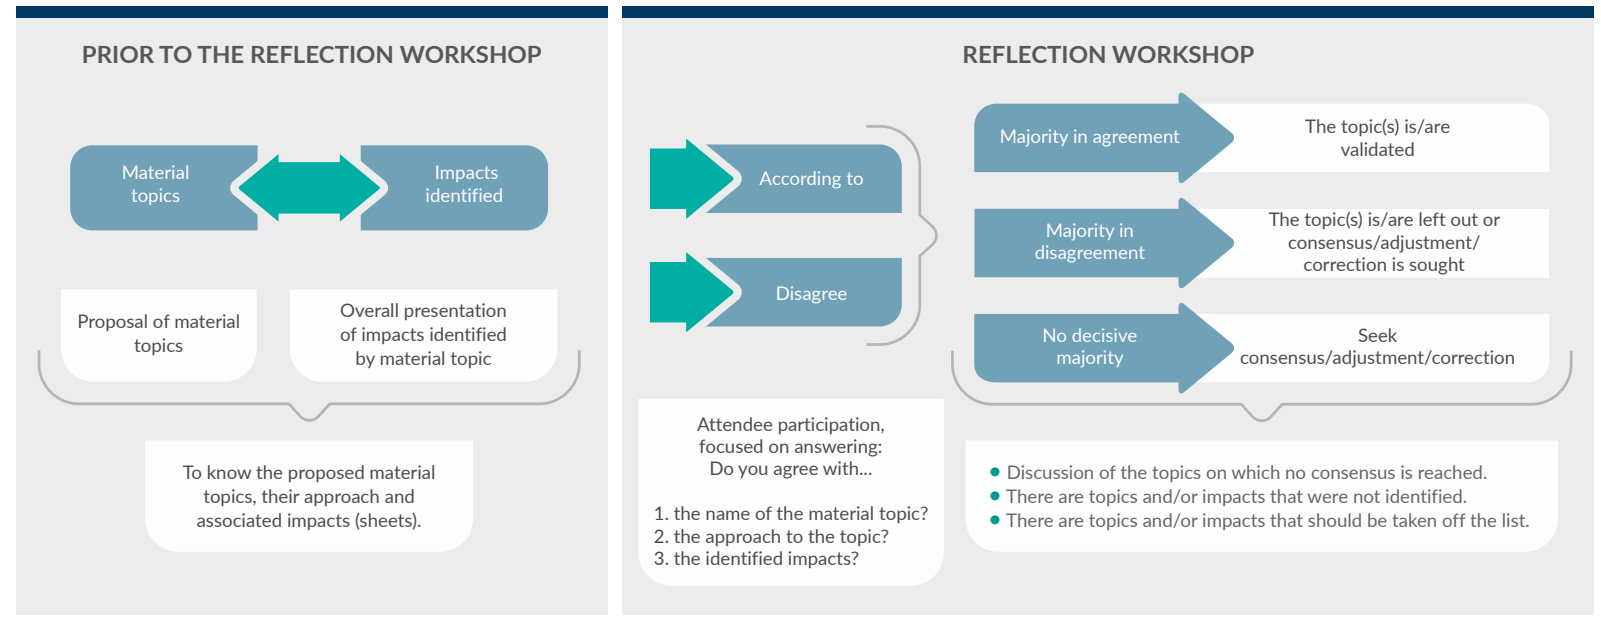 PRIOR TO THE REFLECTION WORKSHOP
Material
topics
Impacts
identified
Proposal of material
topics
Overall presentation
of impacts identified
by material topic
To know the proposed material
topics, their approach and
associated impacts (sheets).
REFLECTION WORKSHOP
According to
Disagree
Attendee participation,
focused on answering:
Do you agree with...
1. the name of the material topic?
2. the approach to the topic?
3. the identified impacts?
Majority in agreement
The topic(s) is/are
validated
Majority in
disagreement
The topic(s) is/are left out or
consensus/adjustment/
correction is sought
No decisive
majority
Seek
consensus/adjustment/correction
• Discussion of the topics on which no consensus is reached.
• There are topics and/or impacts that were not identified.
• There are topics and/or impacts that should be taken off the list.